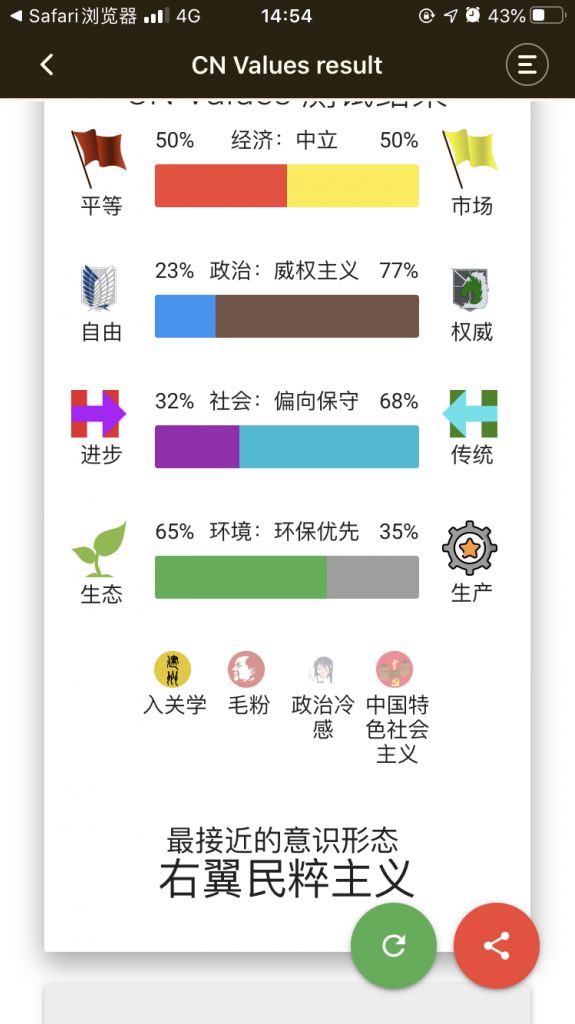 Safari浏览器 4G 14:54 43%
CN Values result
CN Values 测试结果
50% 经济：中立 50%
平等 市场
23% 政治：威权主义 77%
自由 权威
32% 社会：偏向保守 68%
进步 传统
65% 环境：环保优先 35%
生态 生产
入关学 毛粉 政治冷 中国特
感 色社会
主义
最接近的意识形态
右翼民粹主义